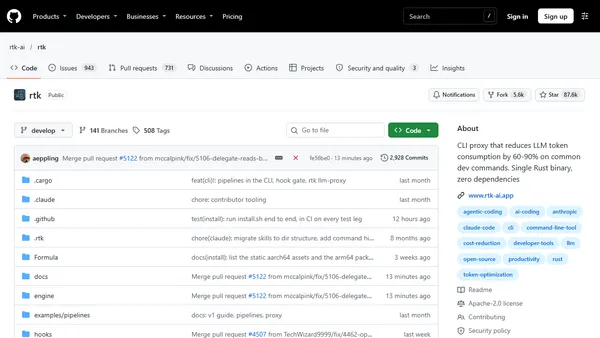 Products Developers Businesses Resources Pricing Search / Sign in Sign up
rtk-ai / rtk
Code Issues 943 Pull requests 731 Discussions Actions Projects Security and quality 3 Insights
rtk Public Notifications Fork 5.6k Star 87.6k
develop 141 Branches 508 Tags Go to file Code
aeppling Merge pull request #5122 from mccalpink/fix/5106-delegate-reads-b... fe56be0 · 13 minutes ago 2,928 Commits
.cargo feat(cli): pipelines in the CLI, hook gate, rtk llm-proxy last month
.claude chore: contributor tooling last month
.github test(install): run install.sh end to end, in CI on every test leg 12 hours ago
.rtk chore(claude): migrate skills to dir structure, add command hi... 8 months ago
Formula docs(install): list the static aarch64 assets and the arm64 pack... 3 weeks ago
docs Merge pull request #5122 from mccalpink/fix/5106-delegate-... 13 minutes ago
engine Merge pull request #5122 from mccalpink/fix/5106-delegate-... 13 minutes ago
examples/pipelines docs: v1 guide, pipelines, proxy last month
hooks Merge pull request #4507 from TechWizard9999/fix/4462-op... last week
About
CLI proxy that reduces LLM token
consumption by 60-90% on common
dev commands. Single Rust binary,
zero dependencies
www.rtk-ai.app
agentic-coding ai-coding anthropic
claude-code cli command-line-tool
cost-reduction developer-tools llm
open-source productivity rust
token-optimization
Readme
Apache-2.0 license
Contributing
Security policy